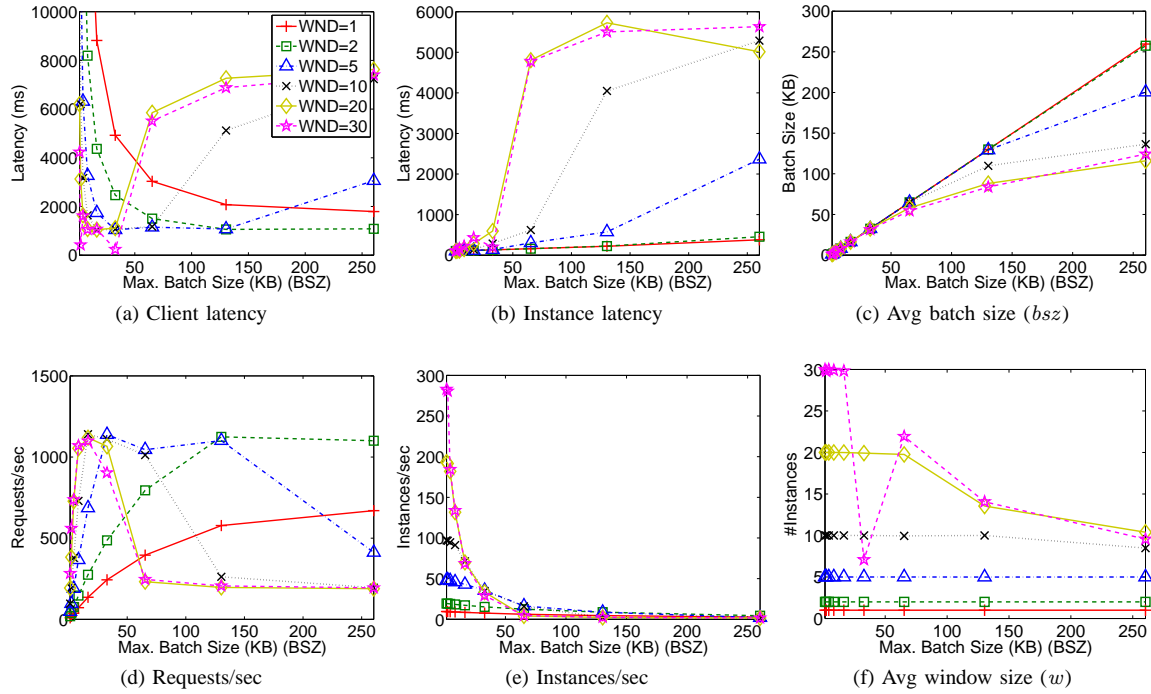 10000
8000
6000
4000
2000
0
Latency (ms)
50 100 150 200 250
Max. Batch Size (KB) (BSZ)
WND=1
WND=2
WND=5
WND=10
WND=20
WND=30
(a) Client latency
6000
5000
4000
3000
2000
1000
0
Latency (ms)
50 100 150 200 250
Max. Batch Size (KB) (BSZ)
(b) Instance latency
300
250
200
150
100
50
0
Batch Size (KB)
50 100 150 200 250
Max. Batch Size (KB) (BSZ)
(c) Avg batch size (bsz)
1500
1000
500
0
Requests/sec
0 50 100 150 200 250
Max. Batch Size (KB) (BSZ)
(d) Requests/sec
300
250
200
150
100
50
0
Instances/sec
50 100 150 200 250
Max. Batch Size (KB) (BSZ)
(e) Instances/sec
30
25
20
15
10
5
0
#Instances
50 100 150 200 250
Max. Batch Size (KB) (BSZ)
(f) Avg window size (w)